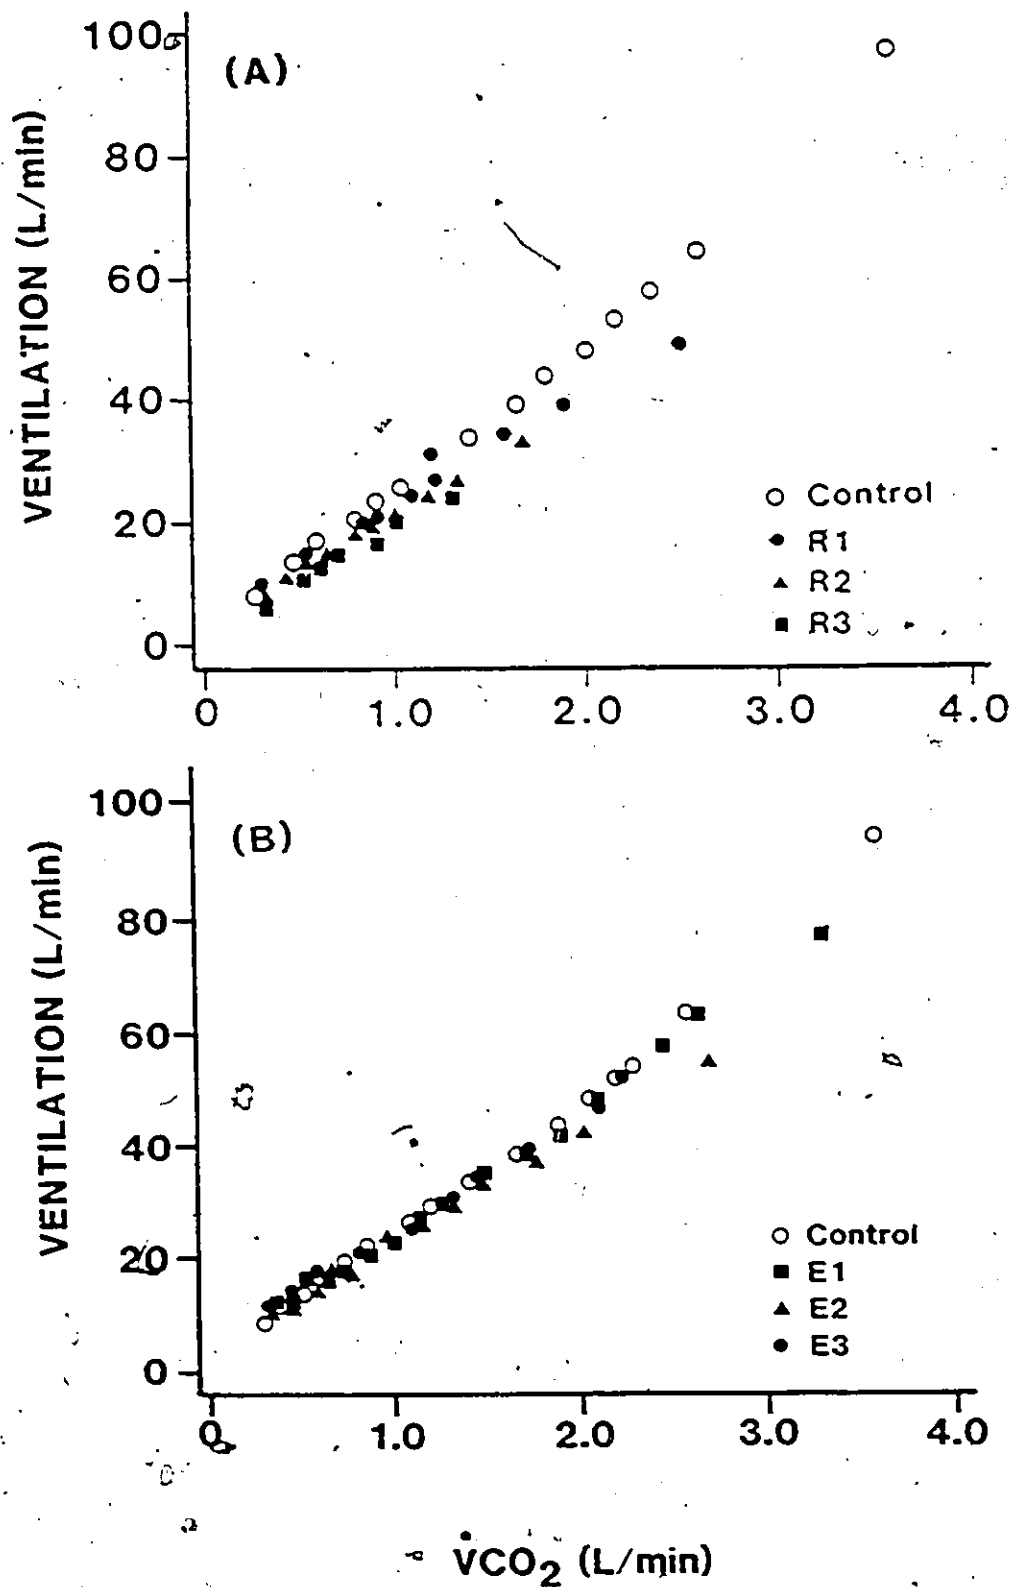 (A)
VENTILATION (L/min)
100
80
60
40
20
0
Control
R1
R2
R3
0 1.0 2.0 3.0 4.0
(B)
VENTILATION (L/min)
100
80
60
40
20
0
Control
E1
E2
E3
0 1.0 2.0 3.0 4.0
V̇CO₂ (L/min)